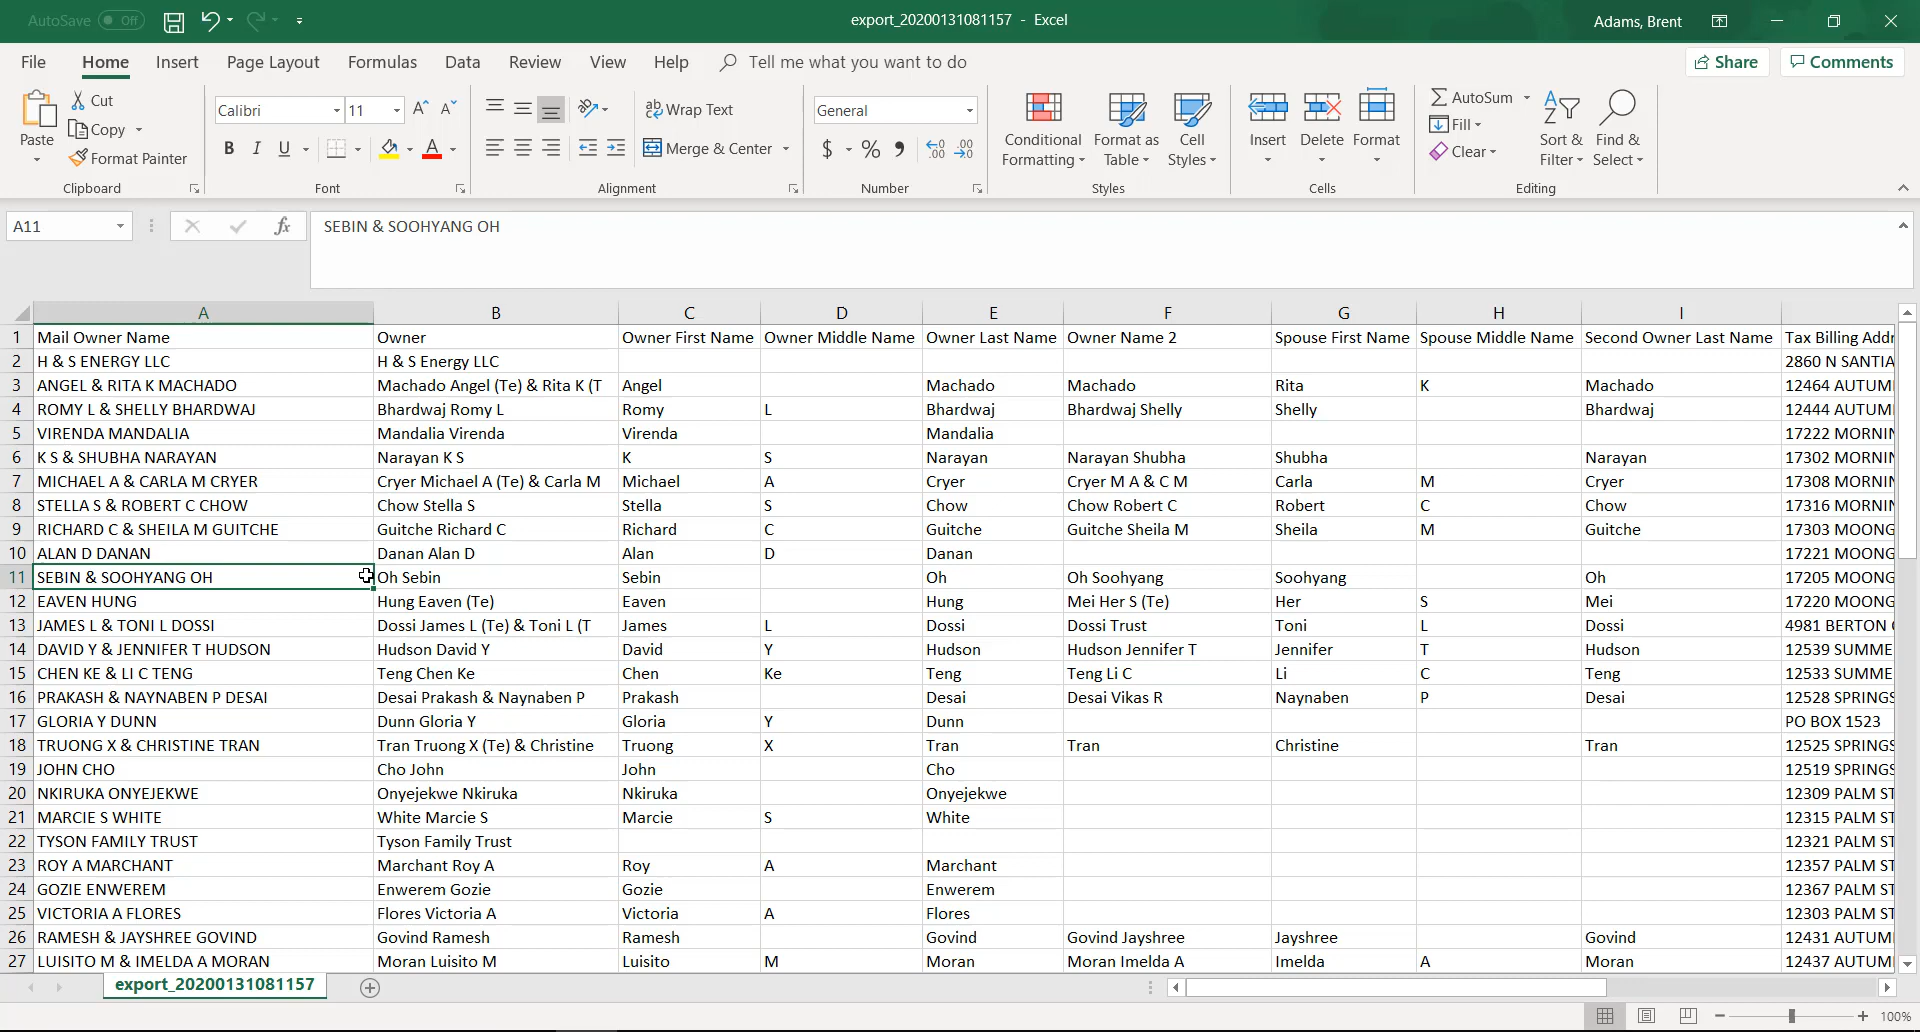 AutoSave Off export_20200131081157 - Excel Adams, Brent
File Home Insert Page Layout Formulas Data Review View Help Tell me what you want to do Share Comments
Paste Cut Copy Format Painter Clipboard
Calibri 11 B I U A Font
Wrap Text Merge & Center Alignment
General $ % Number
Conditional Formatting Format as Table Cell Styles Styles
Insert Delete Format Cells
AutoSum Fill Clear Sort & Filter Find & Select Editing
A11 fx SEBIN & SOOHYANG OH
A B C D E F G H I
1 Mail Owner Name Owner Owner First Name Owner Middle Name Owner Last Name Owner Name 2 Spouse First Name Spouse Middle Name Second Owner Last Name Tax Billing Addr
2 H & S ENERGY LLC H & S Energy LLC 2860 N SANTIA
3 ANGEL & RITA K MACHADO Machado Angel (Te) & Rita K (T Angel Machado Machado Rita K Machado 12464 AUTUM
4 ROMY L & SHELLY BHARDWAJ Bhardwaj Romy L Romy L Bhardwaj Bhardwaj Shelly Shelly Bhardwaj 12444 AUTUM
5 VIRENDA MANDALIA Mandalia Virenda Virenda Mandalia 17222 MORNIN
6 K S & SHUBHA NARAYAN Narayan K S K S Narayan Narayan Shubha Shubha Narayan 17302 MORNIN
7 MICHAEL A & CARLA M CRYER Cryer Michael A (Te) & Carla M Michael A Cryer Cryer M A & C M Carla M Cryer 17308 MORNIN
8 STELLA S & ROBERT C CHOW Chow Stella S Stella S Chow Chow Robert C Robert C Chow 17316 MORNIN
9 RICHARD C & SHEILA M GUITCHE Guitche Richard C Richard C Guitche Guitche Sheila M Sheila M Guitche 17303 MOONG
10 ALAN D DANAN Danan Alan D Alan D Danan 17221 MOONG
11 SEBIN & SOOHYANG OH Oh Sebin Sebin Oh Oh Soohyang Soohyang Oh 17205 MOONG
12 EAVEN HUNG Hung Eaven (Te) Eaven Hung Mei Her S (Te) Her S Mei 17220 MOONG
13 JAMES L & TONI L DOSSI Dossi James L (Te) & Toni L (T James L Dossi Dossi Trust Toni L Dossi 4981 BERTON
14 DAVID Y & JENNIFER T HUDSON Hudson David Y David Y Hudson Hudson Jennifer T Jennifer T Hudson 12539 SUMME
15 CHEN KE & LI C TENG Teng Chen Ke Chen Ke Teng Teng Li C Li C Teng 12533 SUMME
16 PRAKASH & NAYNABEN P DESAI Desai Prakash & Naynaben P Prakash Desai Desai Vikas R Naynaben P Desai 12528 SPRINGS
17 GLORIA Y DUNN Dunn Gloria Y Gloria Y Dunn PO BOX 1523
18 TRUONG X & CHRISTINE TRAN Tran Truong X (Te) & Christine Truong X Tran Tran Christine Tran 12525 SPRINGS
19 JOHN CHO Cho John John Cho 12519 SPRINGS
20 NKIRUKA ONYEJEKWE Onyejekwe Nkiruka Nkiruka Onyejekwe 12309 PALM ST
21 MARCIE S WHITE White Marcie S Marcie S White 12315 PALM ST
22 TYSON FAMILY TRUST Tyson Family Trust 12321 PALM ST
23 ROY A MARCHANT Marchant Roy A Roy A Marchant 12357 PALM ST
24 GOZIE ENWEREM Enwerem Gozie Gozie Enwerem 12367 PALM ST
25 VICTORIA A FLORES Flores Victoria A Victoria A Flores 12303 PALM ST
26 RAMESH & JAYSHREE GOVIND Govind Ramesh Ramesh Govind Govind Jayshree Jayshree Govind 12431 AUTUM
27 LUISITO M & IMELDA A MORAN Moran Luisito M Luisito M Moran Moran Imelda A Imelda A Moran 12437 AUTUM
export_20200131081157
100%